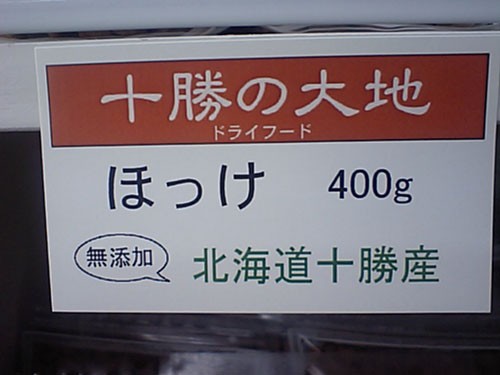 十勝の大地
ドライフード
ほっけ 400g
無添加 北海道十勝産